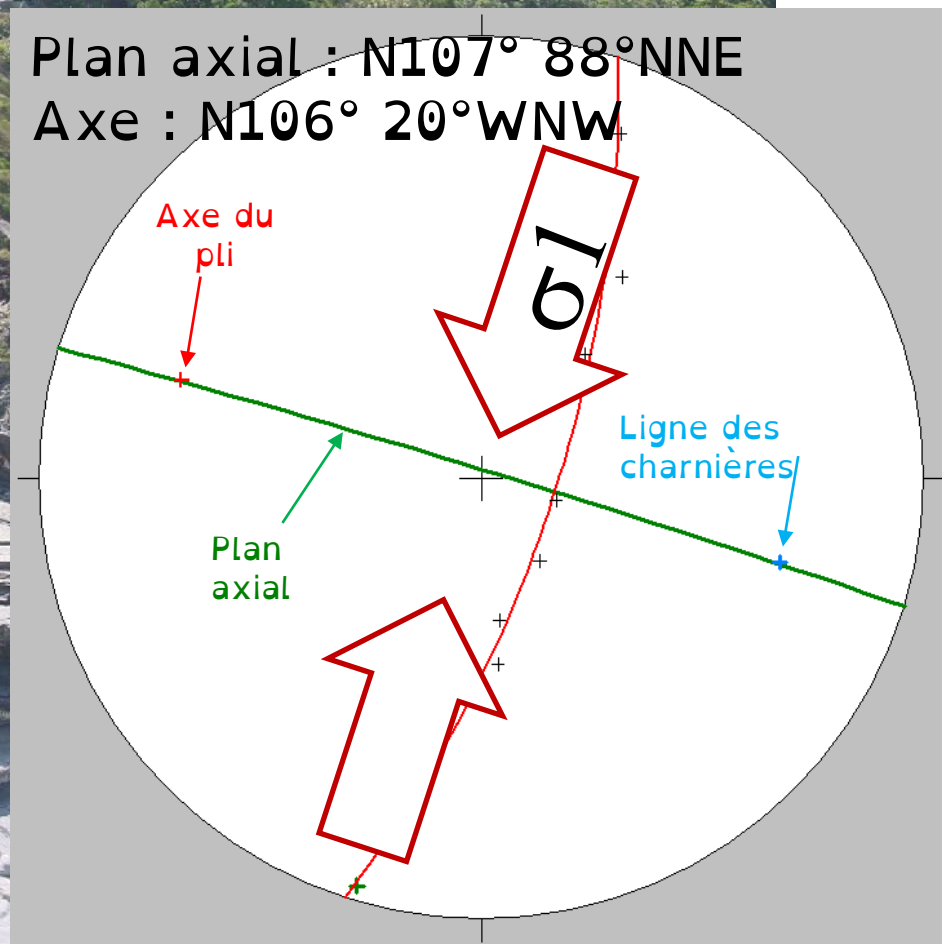 Plan axial : N107° 88°NNE
Axe : N106° 20°WNW
Axe du
pli
σ1
Ligne des
charnières
Plan
axial